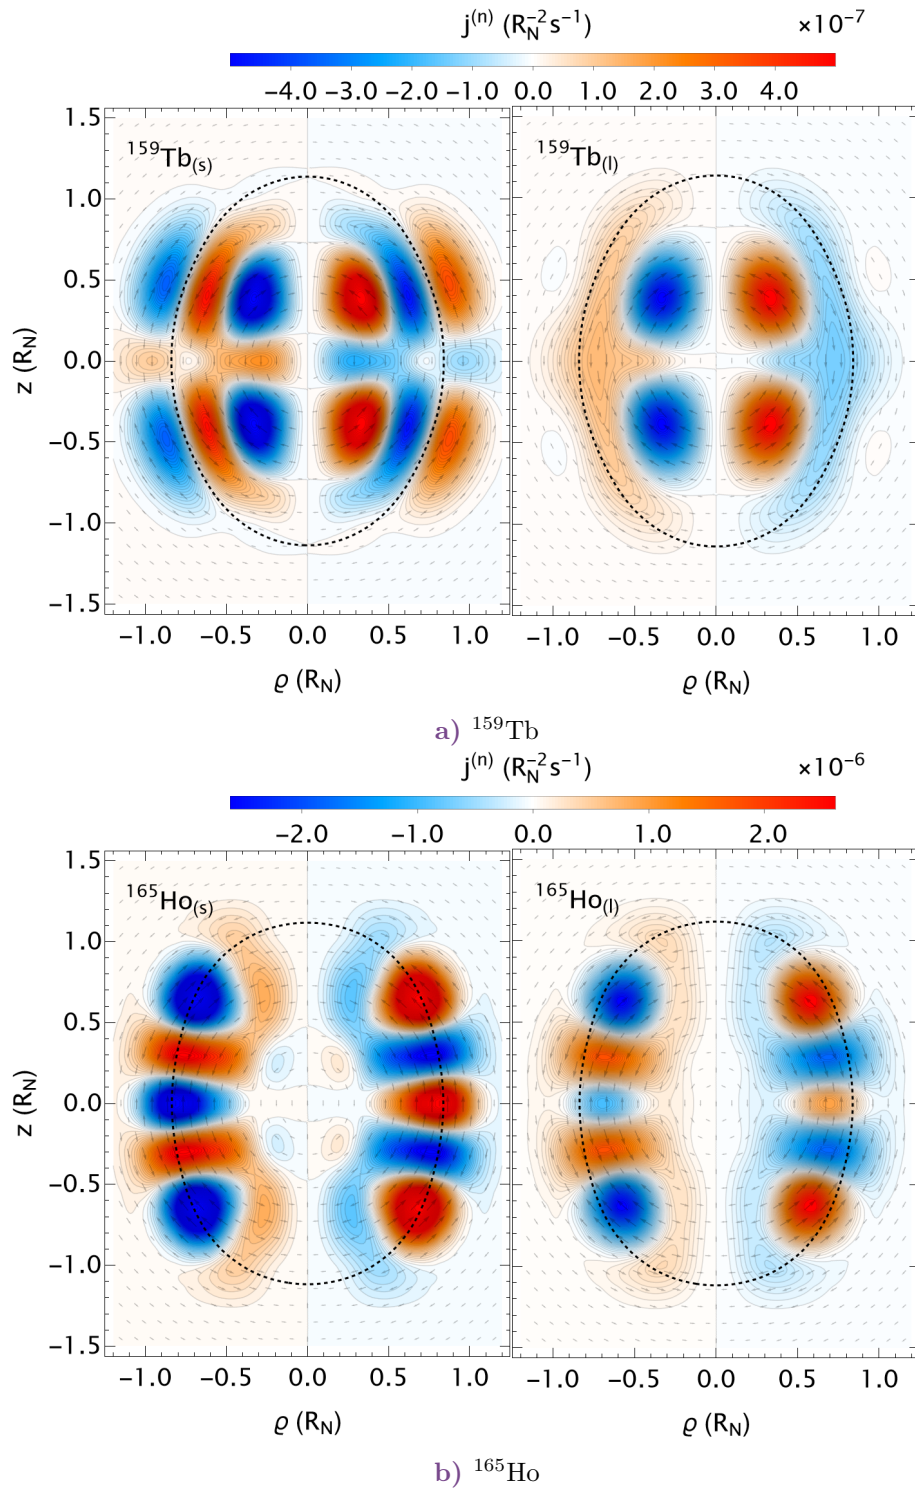 j⁽ⁿ⁾ (R_N⁻²s⁻¹) ×10⁻⁷
−4.0 −3.0 −2.0 −1.0 0.0 1.0 2.0 3.0 4.0
¹⁵⁹Tb₍ₛ₎ ¹⁵⁹Tb₍ₗ₎
1.5
1.0
0.5
0.0
−0.5
−1.0
−1.5
z (R_N)
−1.0 −0.5 0.0 0.5 1.0 −1.0 −0.5 0.0 0.5 1.0
ϱ (R_N) ϱ (R_N)
a) ¹⁵⁹Tb
j⁽ⁿ⁾ (R_N⁻²s⁻¹) ×10⁻⁶
−2.0 −1.0 0.0 1.0 2.0
¹⁶⁵Ho₍ₛ₎ ¹⁶⁵Ho₍ₗ₎
1.5
1.0
0.5
0.0
−0.5
−1.0
−1.5
z (R_N)
−1.0 −0.5 0.0 0.5 1.0 −1.0 −0.5 0.0 0.5 1.0
ϱ (R_N) ϱ (R_N)
b) ¹⁶⁵Ho